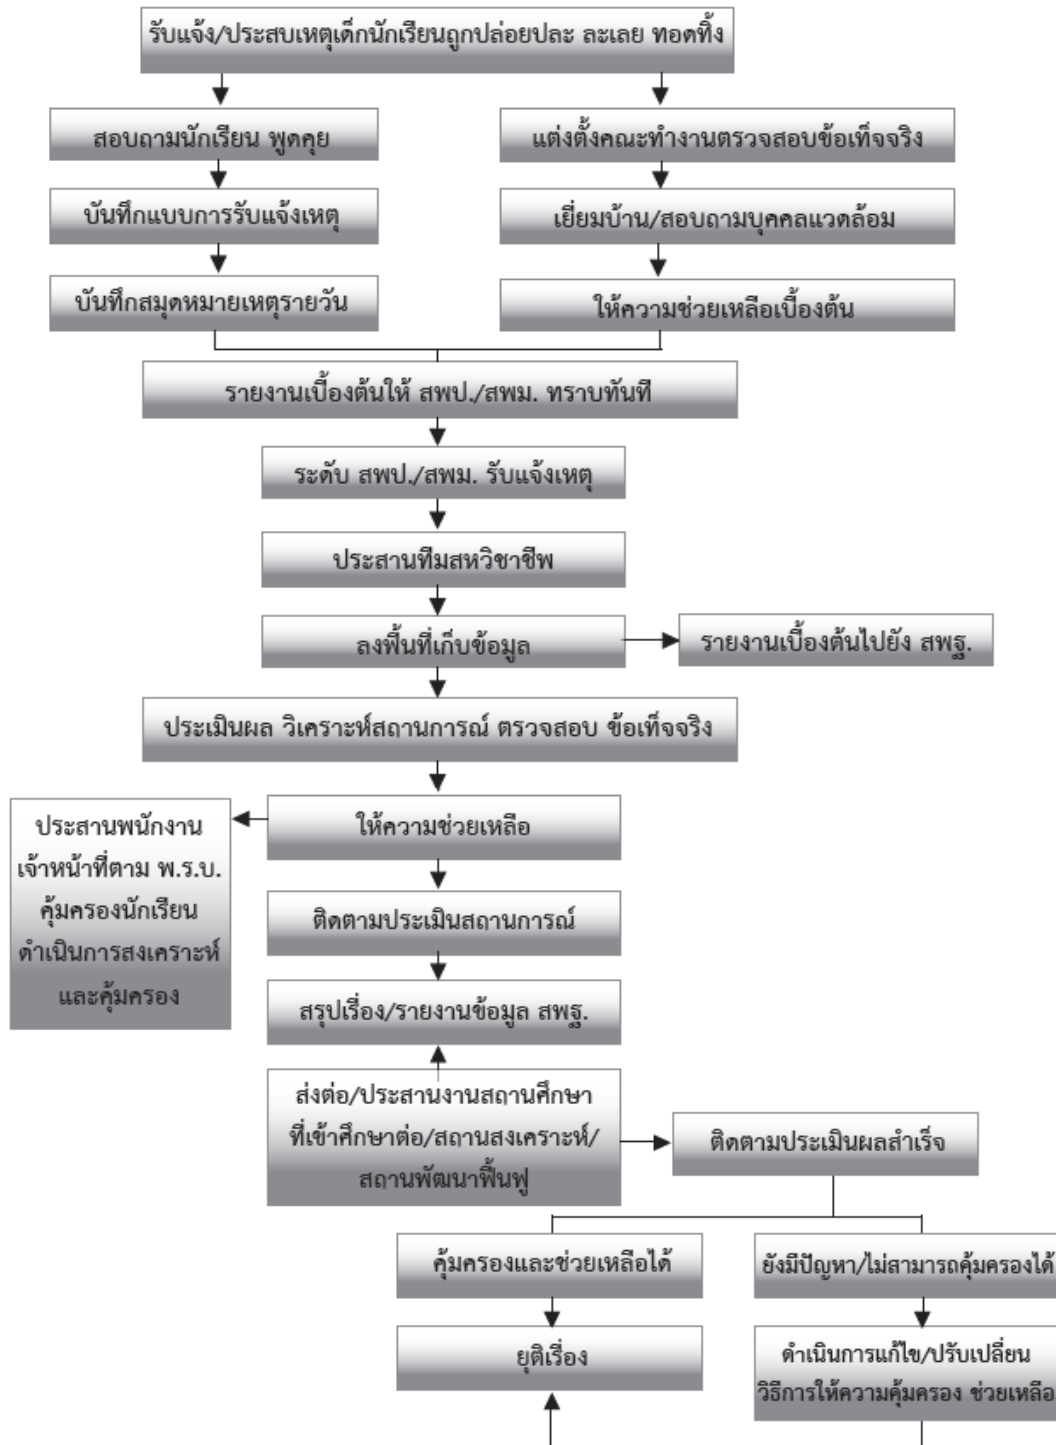 รับแจ้ง/ประสบเหตุเด็กนักเรียนถูกปล่อยปละ ละเลย ทอดทิ้ง
สอบถามนักเรียน พูดคุย
แต่งตั้งคณะทำงานตรวจสอบข้อเท็จจริง
บันทึกแบบการรับแจ้งเหตุ
เยี่ยมบ้าน/สอบถามบุคคลแวดล้อม
บันทึกสมุดหมายเหตุรายวัน
ให้ความช่วยเหลือเบื้องต้น
รายงานเบื้องต้นให้ สพป./สพม. ทราบทันที
ระดับ สพป./สพม. รับแจ้งเหตุ
ประสานทีมสหวิชาชีพ
ลงพื้นที่เก็บข้อมูล
รายงานเบื้องต้นไปยัง สพฐ.
ประเมินผล วิเคราะห์สถานการณ์ ตรวจสอบ ข้อเท็จจริง
ให้ความช่วยเหลือ
ประสานพนักงาน
เจ้าหน้าที่ตาม พ.ร.บ.
คุ้มครองนักเรียน
ดำเนินการสงเคราะห์
และคุ้มครอง
ติดตามประเมินสถานการณ์
สรุปเรื่อง/รายงานข้อมูล สพฐ.
ส่งต่อ/ประสานงานสถานศึกษา
ที่เข้าศึกษาต่อ/สถานสงเคราะห์/
สถานพัฒนาฟื้นฟู
ติดตามประเมินผลสำเร็จ
คุ้มครองและช่วยเหลือได้
ยังมีปัญหา/ไม่สามารถคุ้มครองได้
ยุติเรื่อง
ดำเนินการแก้ไข/ปรับเปลี่ยน
วิธีการให้ความคุ้มครอง ช่วยเหลือ